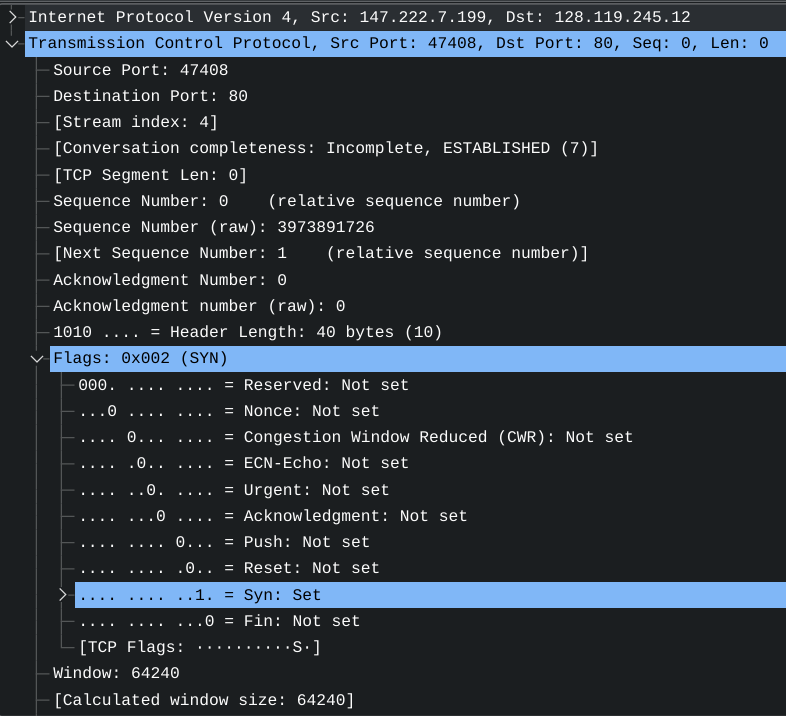 Internet Protocol Version 4, Src: 147.222.7.199, Dst: 128.119.245.12
Transmission Control Protocol, Src Port: 47408, Dst Port: 80, Seq: 0, Len: 0
Source Port: 47408
Destination Port: 80
[Stream index: 4]
[Conversation completeness: Incomplete, ESTABLISHED (7)]
[TCP Segment Len: 0]
Sequence Number: 0    (relative sequence number)
Sequence Number (raw): 3973891726
[Next Sequence Number: 1    (relative sequence number)]
Acknowledgment Number: 0
Acknowledgment number (raw): 0
1010 .... = Header Length: 40 bytes (10)
Flags: 0x002 (SYN)
000. .... .... = Reserved: Not set
...0 .... .... = Nonce: Not set
.... 0... .... = Congestion Window Reduced (CWR): Not set
.... .0.. .... = ECN-Echo: Not set
.... ..0. .... = Urgent: Not set
.... ...0 .... = Acknowledgment: Not set
.... .... 0... = Push: Not set
.... .... .0.. = Reset: Not set
.... .... ..1. = Syn: Set
.... .... ...0 = Fin: Not set
[TCP Flags: ··········S·]
Window: 64240
[Calculated window size: 64240]